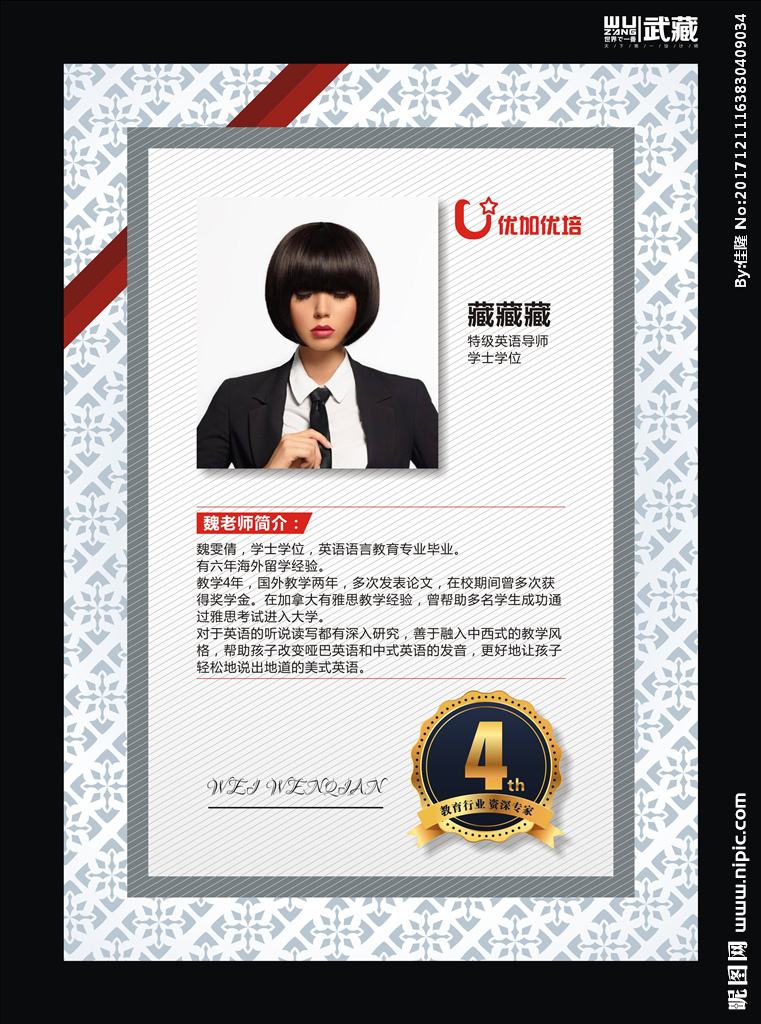 WU ZANG
世界で一番
武藏
天下第一设计师
By:佳隆 No:20171211163830409034
优加优培
藏藏藏
特级英语导师
学士学位
魏老师简介：
魏雯倩，学士学位，英语语言教育专业毕业。
有六年海外留学经验。
教学4年，国外教学两年，多次发表论文，在校期间曾多次获
得奖学金。在加拿大有雅思教学经验，曾帮助多名学生成功通
过雅思考试进入大学。
对于英语的听说读写都有深入研究，善于融入中西式的教学风
格，帮助孩子改变哑巴英语和中式英语的发音，更好地让孩子
轻松地说出地道的美式英语。
WEI WENQIAN
4th
教育行业 资深专家
昵图网 www.nipic.com